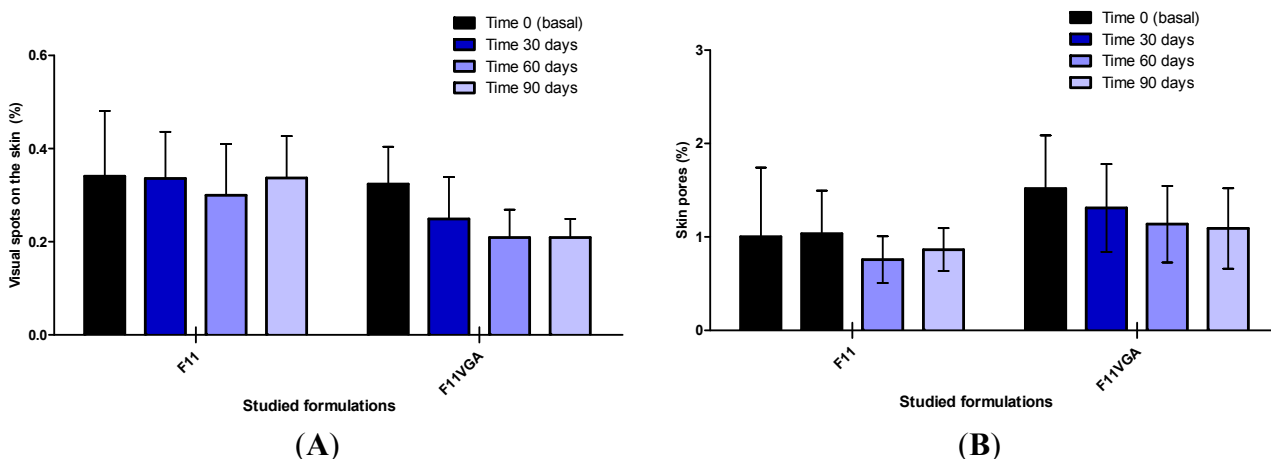 Time 0 (basal)
Time 30 days
Time 60 days
Time 90 days
0.6
0.4
0.2
0.0
Visual spots on the skin (%)
F11
F11VGA
Studied formulations
(A)
Time 0 (basal)
Time 30 days
Time 60 days
Time 90 days
3
2
1
0
Skin pores (%)
F11
F11VGA
Studied formulations
(B)